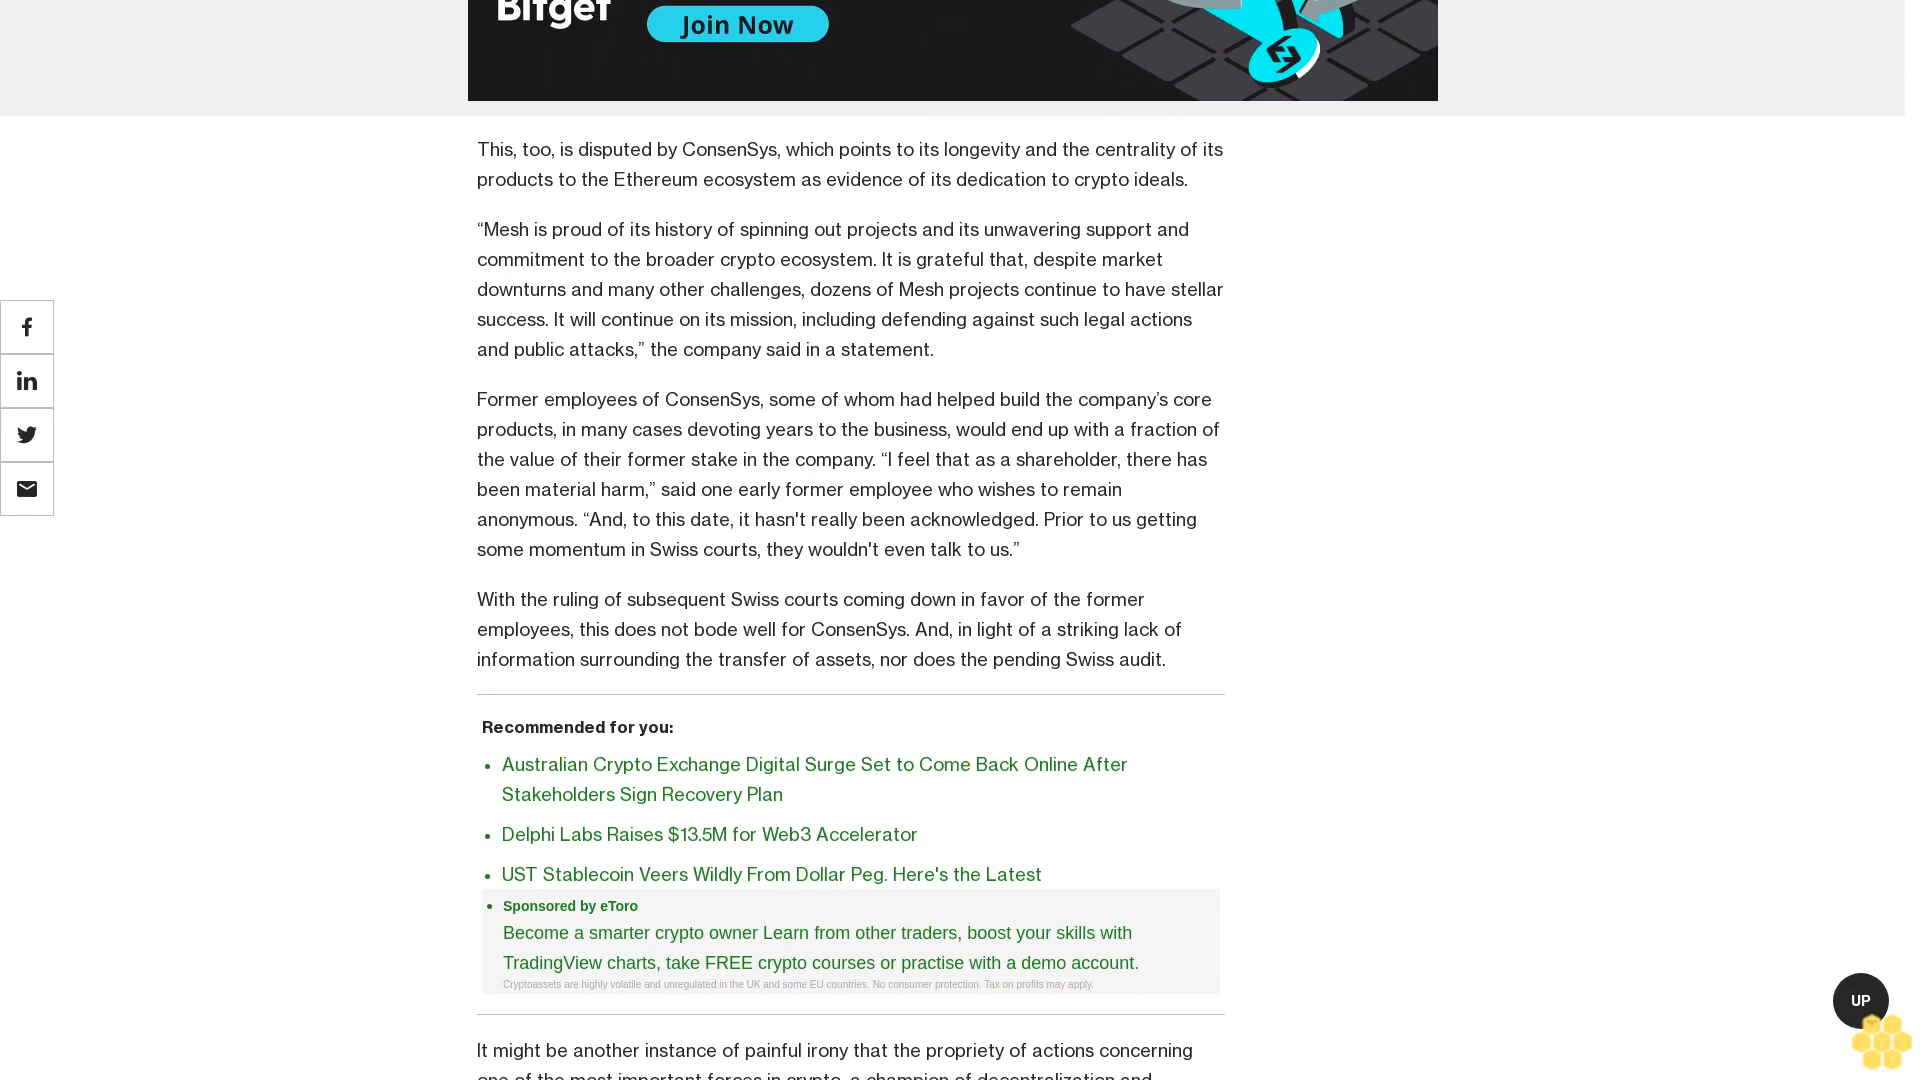 Bitget
Join Now
This, too, is disputed by ConsenSys, which points to its longevity and the centrality of its
products to the Ethereum ecosystem as evidence of its dedication to crypto ideals.
“Mesh is proud of its history of spinning out projects and its unwavering support and
commitment to the broader crypto ecosystem. It is grateful that, despite market
downturns and many other challenges, dozens of Mesh projects continue to have stellar
success. It will continue on its mission, including defending against such legal actions
and public attacks,” the company said in a statement.
Former employees of ConsenSys, some of whom had helped build the company’s core
products, in many cases devoting years to the business, would end up with a fraction of
the value of their former stake in the company. “I feel that as a shareholder, there has
been material harm,” said one early former employee who wishes to remain
anonymous. “And, to this date, it hasn't really been acknowledged. Prior to us getting
some momentum in Swiss courts, they wouldn't even talk to us.”
With the ruling of subsequent Swiss courts coming down in favor of the former
employees, this does not bode well for ConsenSys. And, in light of a striking lack of
information surrounding the transfer of assets, nor does the pending Swiss audit.
Recommended for you:
Australian Crypto Exchange Digital Surge Set to Come Back Online After
Stakeholders Sign Recovery Plan
Delphi Labs Raises $13.5M for Web3 Accelerator
UST Stablecoin Veers Wildly From Dollar Peg. Here's the Latest
Sponsored by eToro
Become a smarter crypto owner Learn from other traders, boost your skills with
TradingView charts, take FREE crypto courses or practise with a demo account.
Cryptoassets are highly volatile and unregulated in the UK and some EU countries. No consumer protection. Tax on profits may apply.
UP
It might be another instance of painful irony that the propriety of actions concerning
one of the most important forces in crypto, a champion of decentralization and